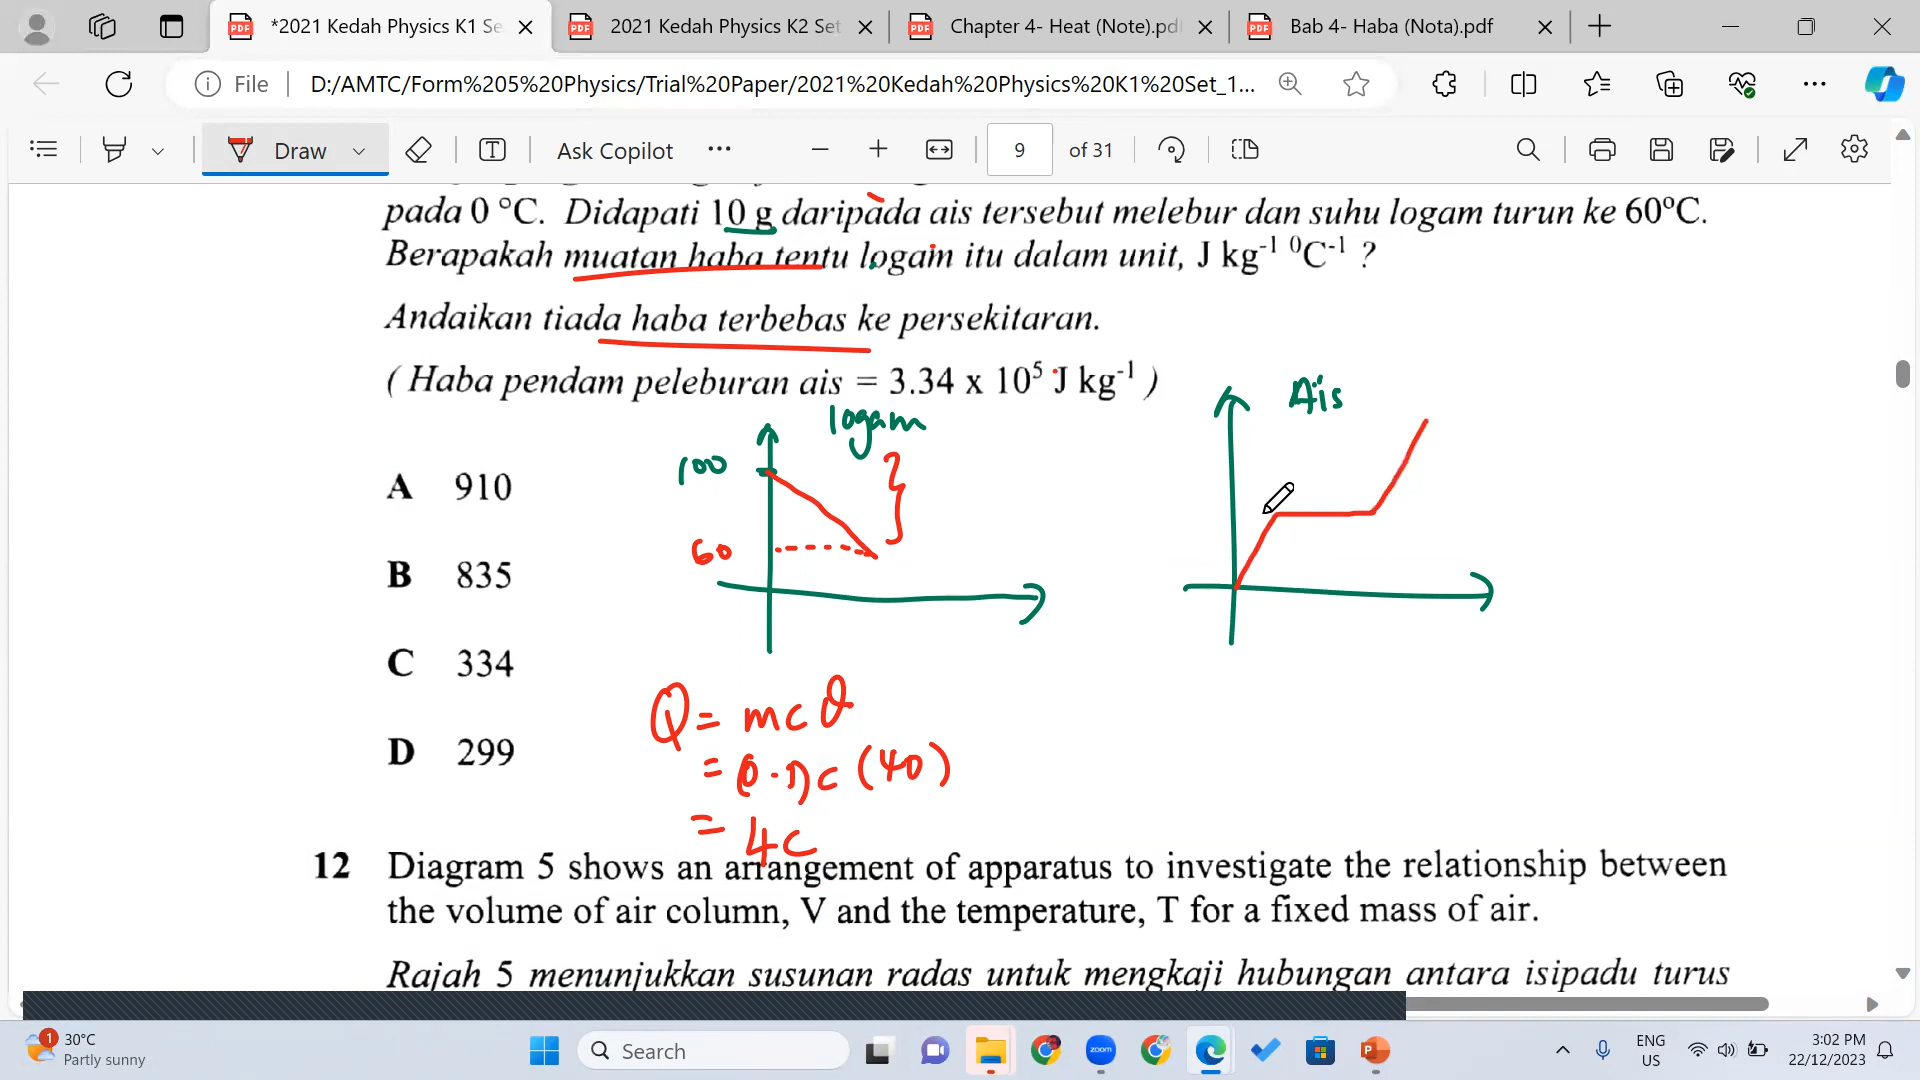 *2021 Kedah Physics K1 Se
2021 Kedah Physics K2 Set
Chapter 4- Heat (Note).pdf
Bab 4- Haba (Nota).pdf
File
D:/AMTC/Form%205%20Physics/Trial%20Paper/2021%20Kedah%20Physics%20K1%20Set_1...
Draw
Ask Copilot
9 of 31
pada 0 °C. Didapati 10 g daripada ais tersebut melebur dan suhu logam turun ke 60°C.
Berapakah muatan haba tentu logam itu dalam unit, J kg⁻¹ ⁰C⁻¹ ?
Andaikan tiada haba terbebas ke persekitaran.
( Haba pendam peleburan ais = 3.34 x 10⁵ J kg⁻¹ )
logam
Ais
100
60
A 910
B 835
C 334
D 299
Q = mcθ
= (0.1)c(40)
= 4c
12 Diagram 5 shows an arrangement of apparatus to investigate the relationship between
the volume of air column, V and the temperature, T for a fixed mass of air.
Rajah 5 menunjukkan susunan radas untuk mengkaji hubungan antara isipadu turus
1
30°C
Partly sunny
Search
zoom
ENG
US
3:02 PM
22/12/2023